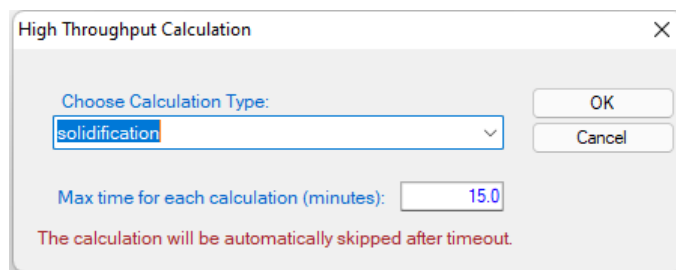 High Throughput Calculation
Choose Calculation Type:
OK
solidification
Cancel
Max time for each calculation (minutes): 15.0
The calculation will be automatically skipped after timeout.